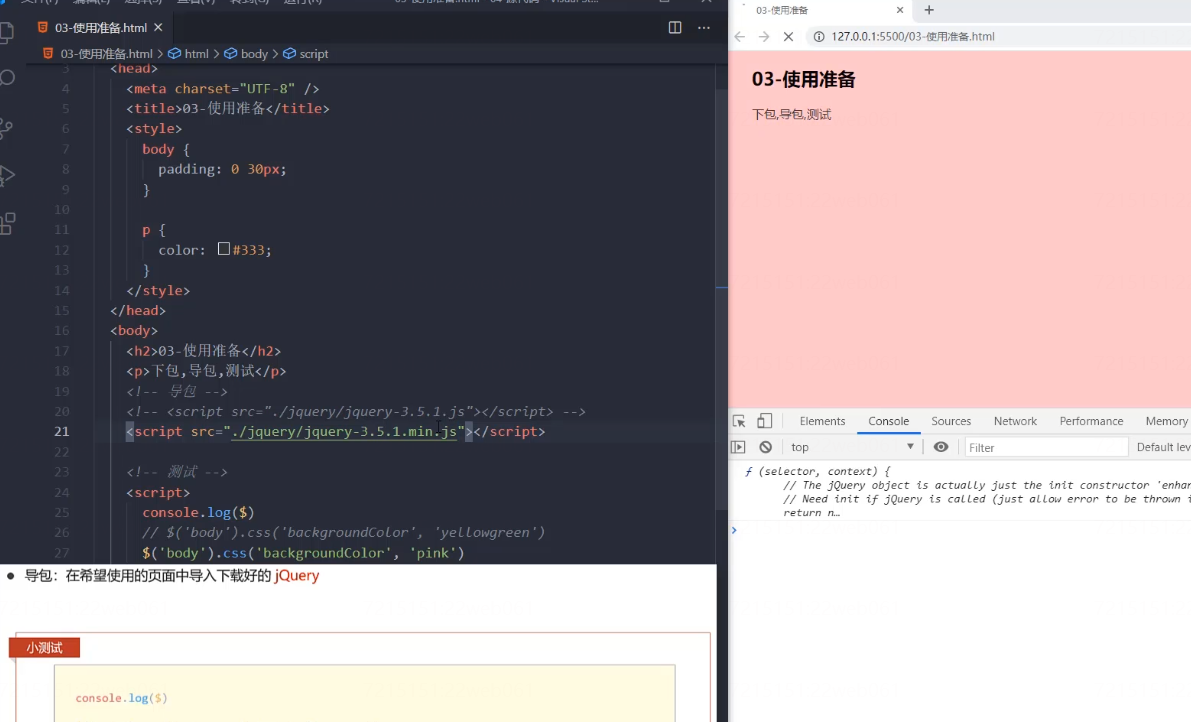 03-使用准备.html
03-使用准备.html > html > body > script
3 <head>
4 <meta charset="UTF-8" />
5 <title>03-使用准备</title>
6 <style>
7 body {
8 padding: 0 30px;
9 }
10
11 p {
12 color: #333;
13 }
14 </style>
15 </head>
16 <body>
17 <h2>03-使用准备</h2>
18 <p>下包,导包,测试</p>
19 <!-- 导包 -->
20 <!-- <script src="./jquery/jquery-3.5.1.js"></script> -->
21 <script src="./jquery/jquery-3.5.1.min.js"></script>
22
23 <!-- 测试 -->
24 <script>
25 console.log($)
26 // $('body').css('backgroundColor', 'yellowgreen')
27 $('body').css('backgroundColor', 'pink')
● 导包：在希望使用的页面中导入下载好的 jQuery
小测试
console.log($)
03-使用准备
127.0.0.1:5500/03-使用准备.html
03-使用准备
下包,导包,测试
Elements Console Sources Network Performance Memory
top Filter Default lev
ƒ (selector, context) {
// The jQuery object is actually just the init constructor 'enhan
// Need init if jQuery is called (just allow error to be thrown i
return n…